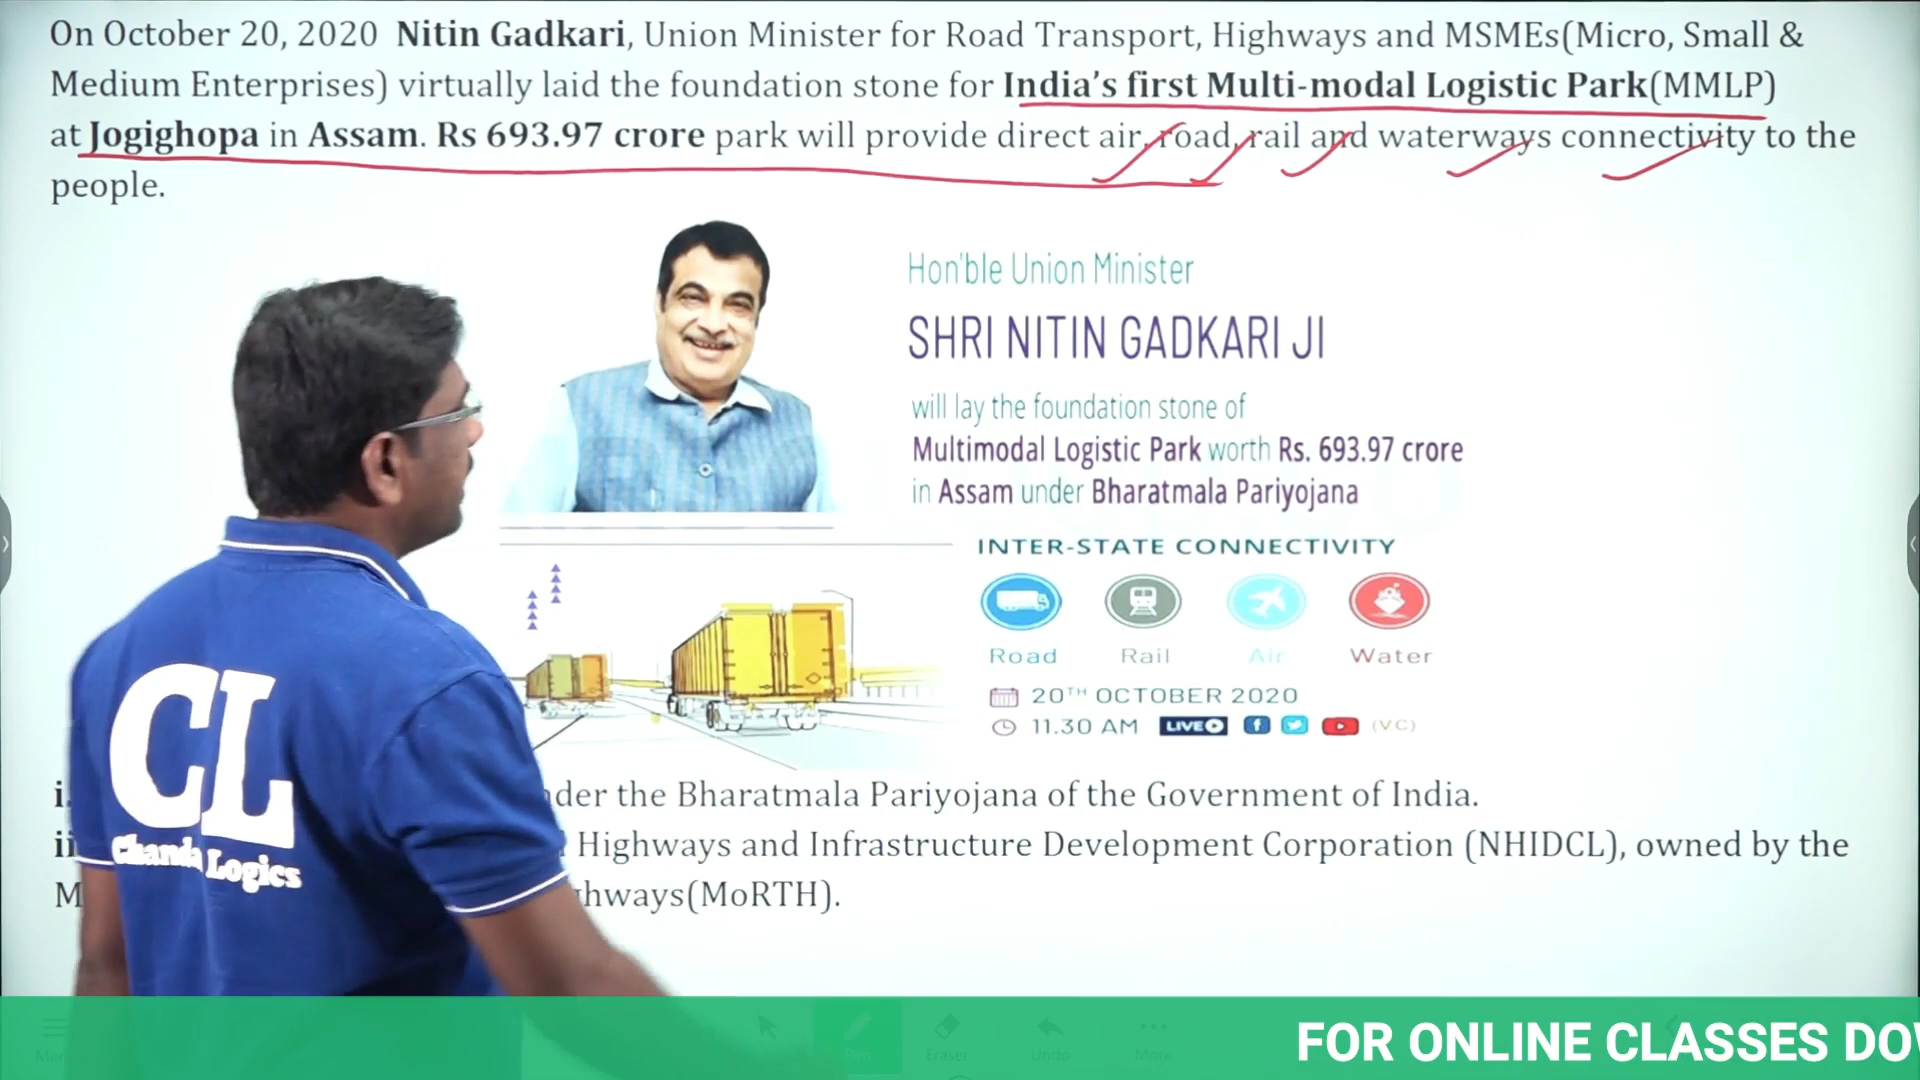 On October 20, 2020 Nitin Gadkari, Union Minister for Road Transport, Highways and MSMEs(Micro, Small &
Medium Enterprises) virtually laid the foundation stone for India's first Multi-modal Logistic Park(MMLP)
at Jogighopa in Assam. Rs 693.97 crore park will provide direct air, road, rail and waterways connectivity to the
people.
Hon'ble Union Minister
SHRI NITIN GADKARI JI
will lay the foundation stone of
Multimodal Logistic Park worth Rs. 693.97 crore
in Assam under Bharatmala Pariyojana
INTER-STATE CONNECTIVITY
Road Rail Air Water
20TH OCTOBER 2020
11.30 AM LIVE (VC)
i. der the Bharatmala Pariyojana of the Government of India.
ii Highways and Infrastructure Development Corporation (NHIDCL), owned by the
M hways(MoRTH).
CL
Chanda Logics
Pen Eraser Undo More
FOR ONLINE CLASSES DO